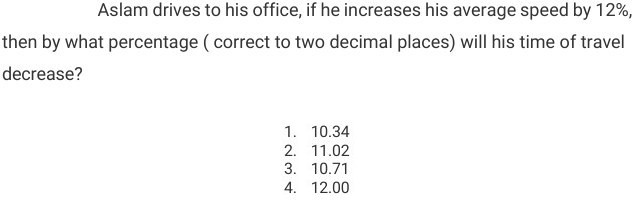 Aslam drives to his office, if he increases his average speed by 12%,
then by what percentage ( correct to two decimal places) will his time of travel
decrease?
1. 10.34
2. 11.02
3. 10.71
4. 12.00